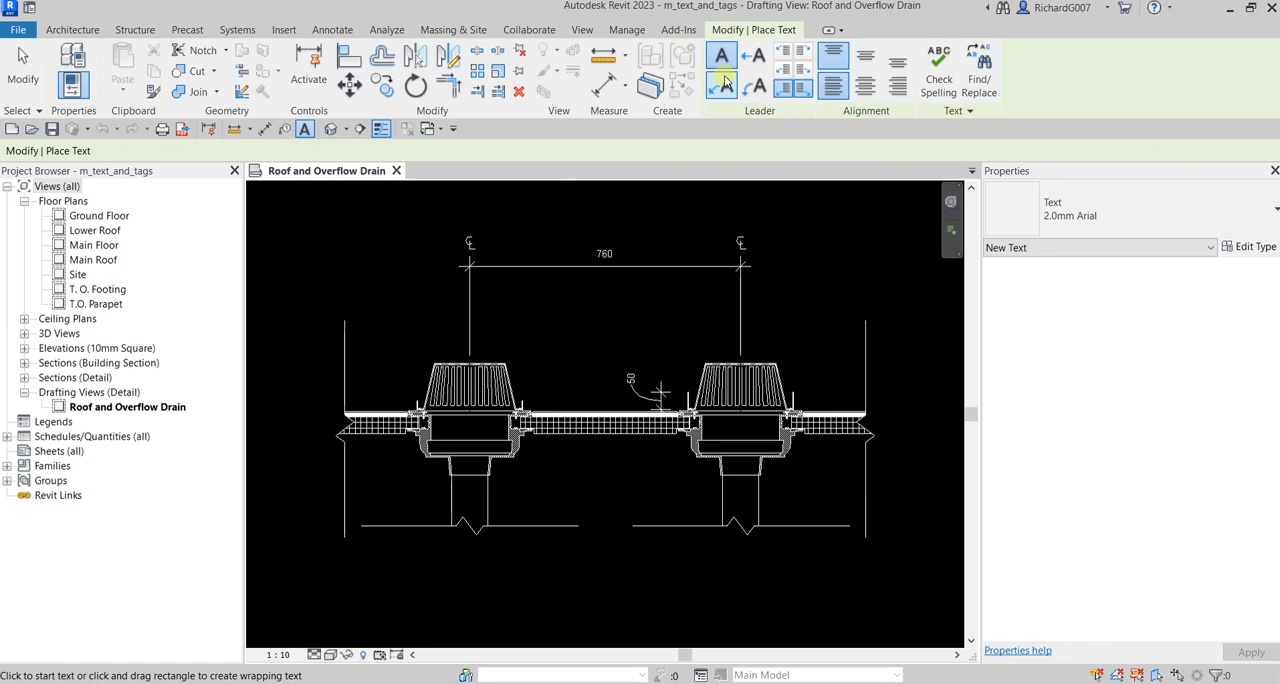 Autodesk Revit 2023 - m_text_and_tags - Drafting View: Roof and Overflow Drain
RichardG007
File
Architecture
Structure
Precast
Systems
Insert
Annotate
Analyze
Massing & Site
Collaborate
View
Manage
Add-Ins
Modify | Place Text
Modify
Paste
Notch
Cut
Join
Activate
ABC
Check Spelling
Find/ Replace
Select
Properties
Clipboard
Geometry
Controls
Modify
View
Measure
Create
Leader
Alignment
Text
Modify | Place Text
Project Browser - m_text_and_tags
Roof and Overflow Drain
Properties
Views (all)
Floor Plans
Ground Floor
Lower Roof
Main Floor
Main Roof
Site
T. O. Footing
T.O. Parapet
Ceiling Plans
3D Views
Elevations (10mm Square)
Sections (Building Section)
Sections (Detail)
Drafting Views (Detail)
Roof and Overflow Drain
Legends
Schedules/Quantities (all)
Sheets (all)
Families
Groups
Revit Links
760
50
Text
2.0mm Arial
New Text
Edit Type
Properties help
Apply
1 : 10
Click to start text or click and drag rectangle to create wrapping text
:0
Main Model
:0